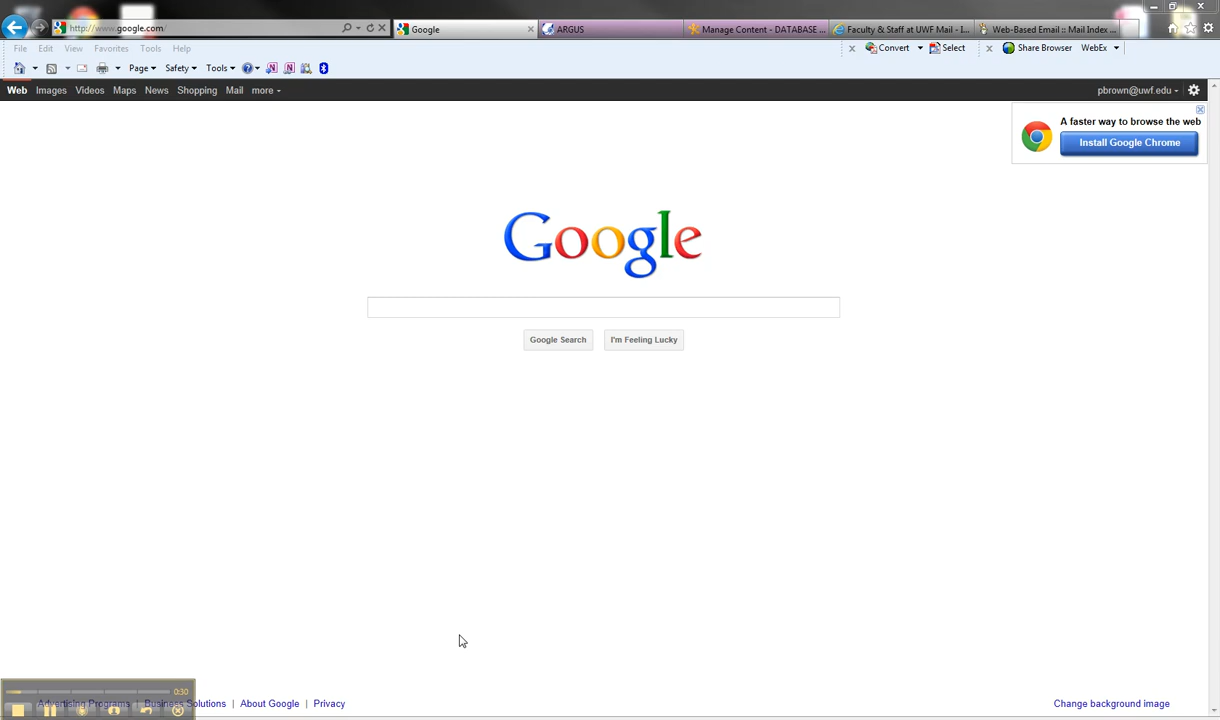 http://www.google.com/
Google
ARGUS
Manage Content - DATABASE ...
Faculty & Staff at UWF Mail - I...
Web-Based Email :: Mail Index ...
File Edit View Favorites Tools Help
Convert Select
Share Browser WebEx
Page Safety Tools
Web Images Videos Maps News Shopping Mail more
pbrown@uwf.edu
A faster way to browse the web
Install Google Chrome
Google
Google Search I'm Feeling Lucky
0:30
Advertising Programs Business Solutions About Google Privacy
Change background image